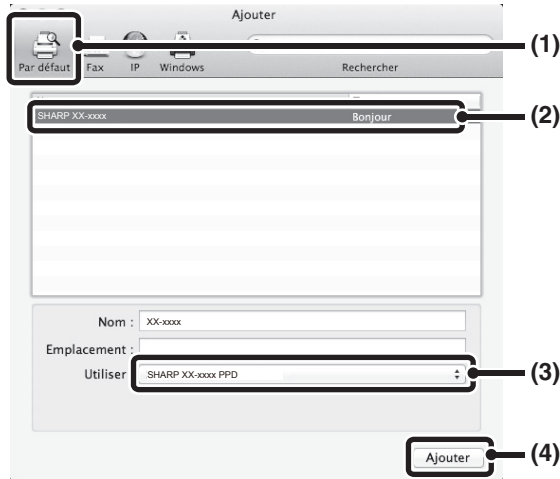 Ajouter
(1)
Par défaut Fax IP Windows Rechercher
SHARP XX-xxxx Bonjour
(2)
Nom : XX-xxxx
Emplacement :
Utiliser SHARP XX-xxxx PPD
(3)
Ajouter
(4)